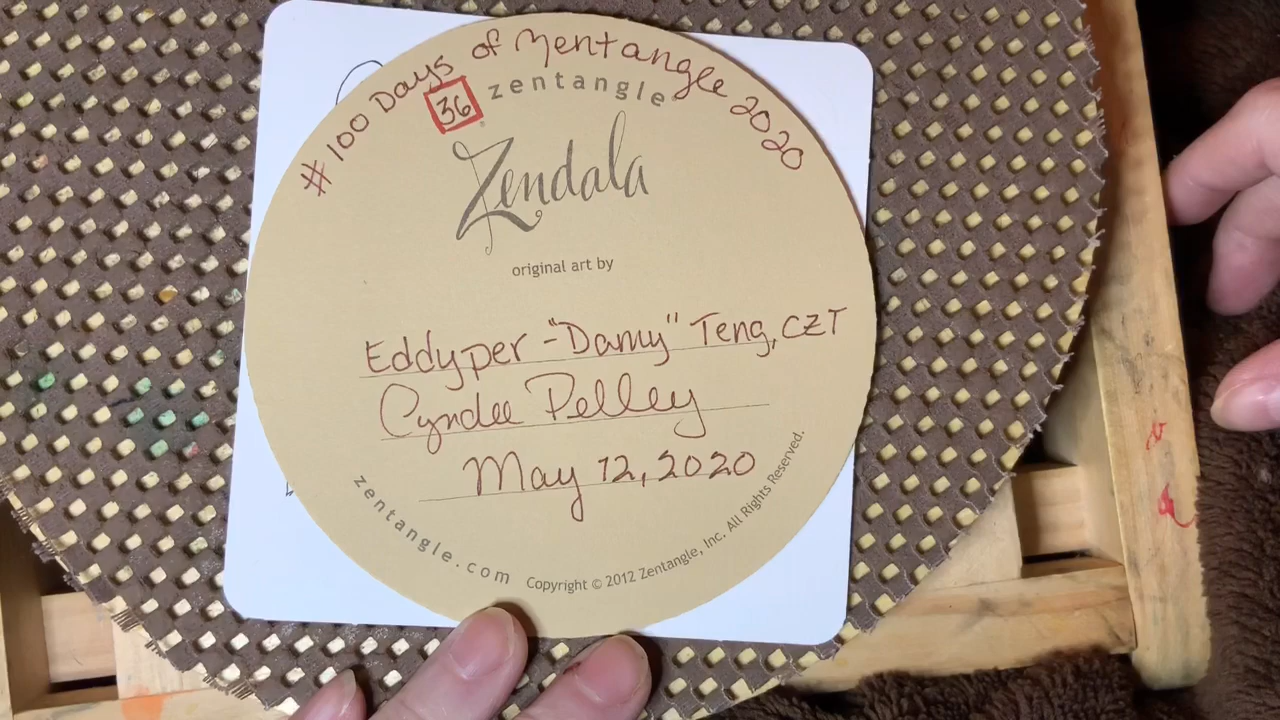 #100 Days of Zentangle 2020
36
zentangle
Zendala
original art by
Eddyper - "Damy" Teng, CZT
Cyndee Pelley
May 12, 2020
zentangle.com
Copyright © 2012 Zentangle, Inc. All Rights Reserved.